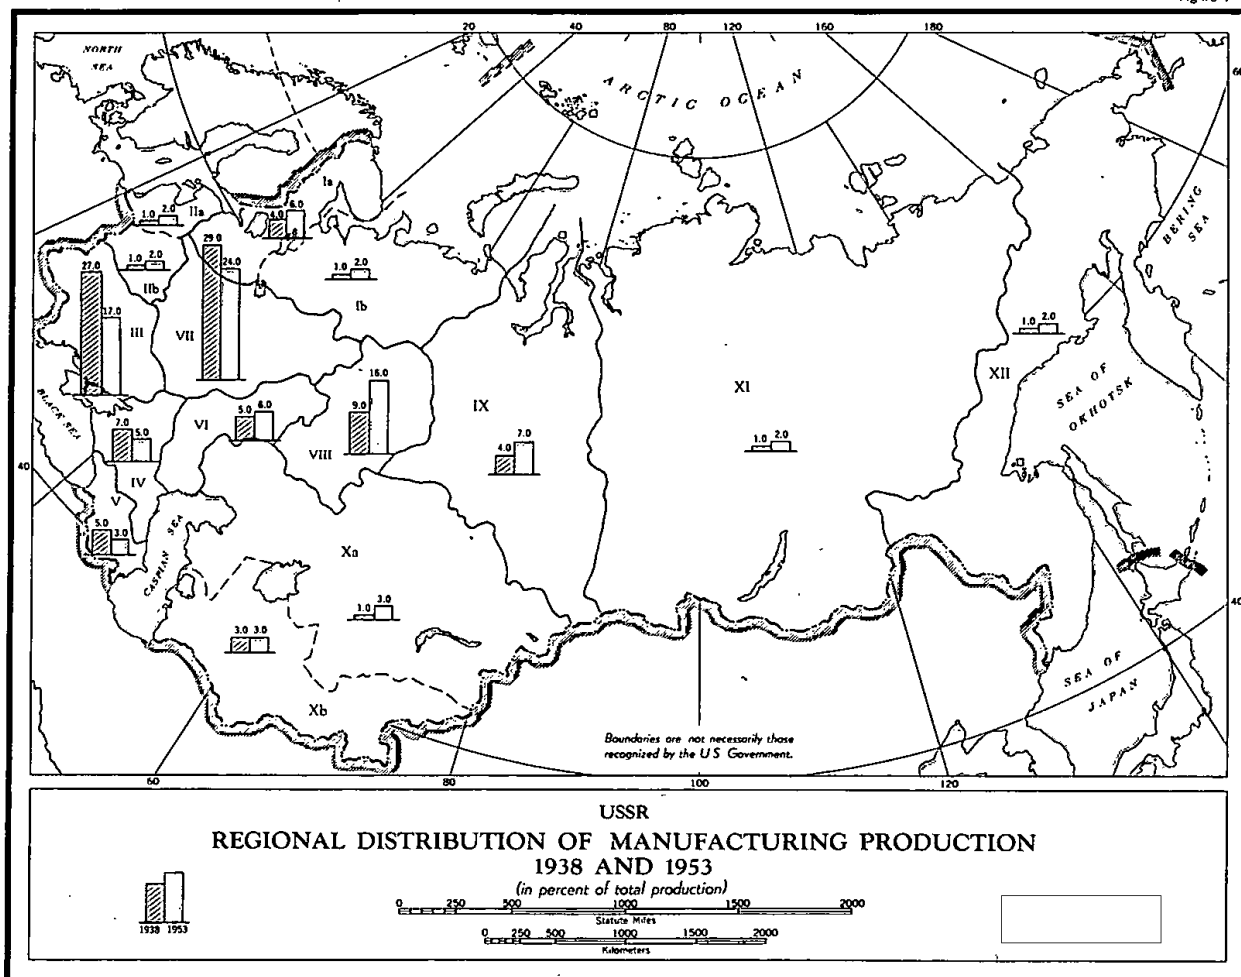 20 40 80 120 160 180
60
NORTH
SEA
ARCTIC OCEAN
BERING
SEA
Ia
4.0 6.0
IIa
1.0 2.0
29.0
24.0
1.0 2.0
IIb
1.0 2.0
Ib
27.0
17.0
III
VII
1.0 2.0
XII
SEA OF
OKHOTSK
BLACK SEA
XI
16.0
9.0
VI
5.0 6.0
IX
7.0 5.0
VIII
4.0 7.0
1.0 2.0
40
IV
V
5.0 3.0
CASPIAN SEA
Xa
1.0 3.0
3.0 3.0
40
SEA OF
JAPAN
Xb
Boundaries are not necessarily those
recognized by the U S Government.
60 80 100 120
USSR
REGIONAL DISTRIBUTION OF MANUFACTURING PRODUCTION
1938 AND 1953
(in percent of total production)
0 250 500 1000 1500 2000
Statute Miles
0 250 500 1000 1500 2000
Kilometers
1938 1953